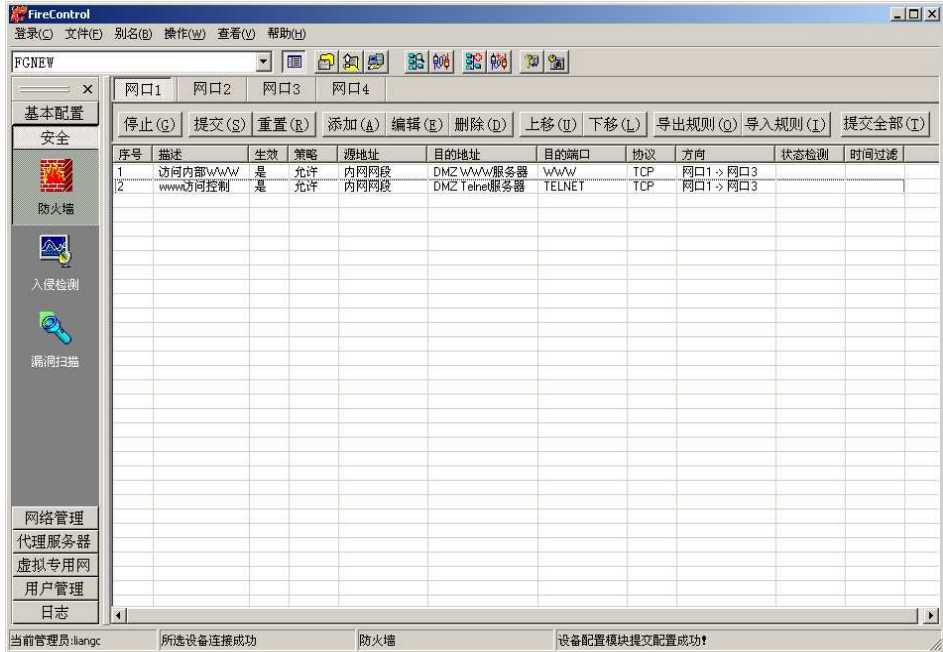 FireControl
登录(C) 文件(F) 别名(B) 操作(W) 查看(V) 帮助(H)
FGNEW
网口1 网口2 网口3 网口4
基本配置
安全
停止(G) 提交(S) 重置(R) 添加(A) 编辑(E) 删除(D) 上移(U) 下移(L) 导出规则(O) 导入规则(I) 提交全部(T)
序号 描述 生效 策略 源地址 目的地址 目的端口 协议 方向 状态检测 时间过滤
1 访问内部WWW 是 允许 内网网段 DMZ WWW服务器 WWW TCP 网口1 -> 网口3
2 www访问控制 是 允许 内网网段 DMZ Telnet服务器 TELNET TCP 网口1 -> 网口3
防火墙
入侵检测
漏洞扫描
网络管理
代理服务器
虚拟专用网
用户管理
日志
当前管理员:liangc 所选设备连接成功 防火墙 设备配置模块提交配置成功!